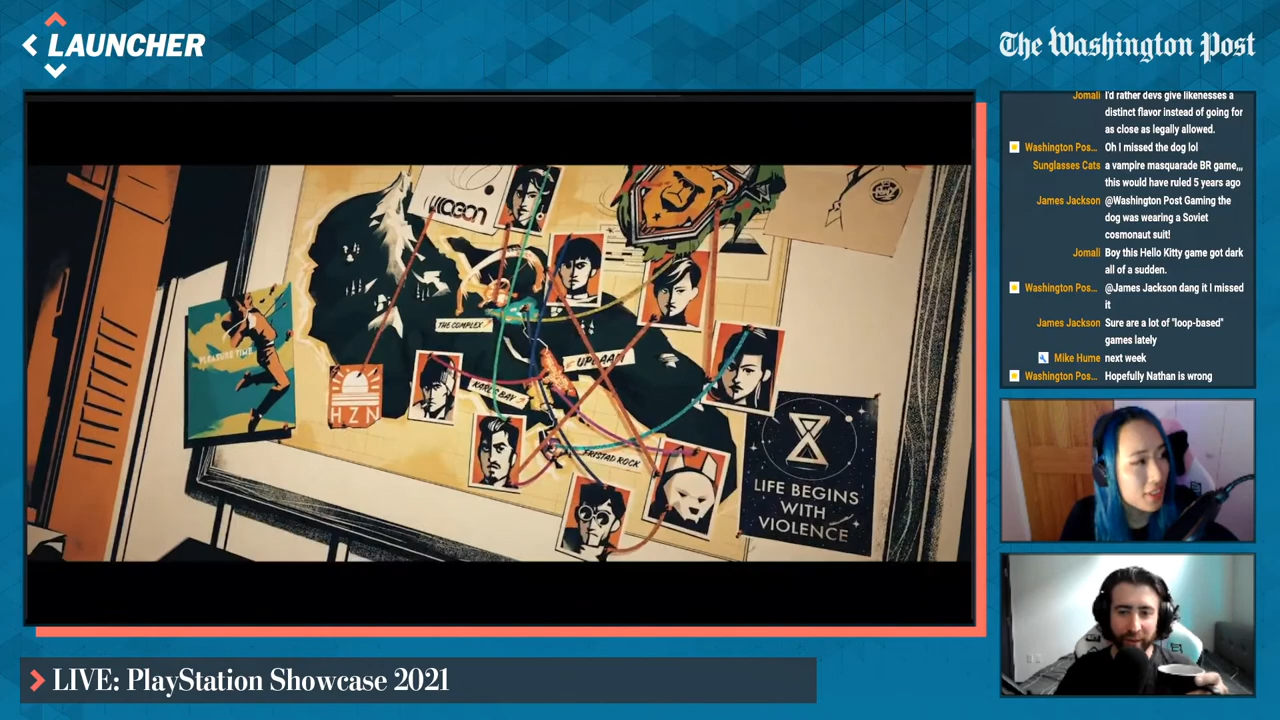 LAUNCHER
The Washington Post
Jomali I'd rather devs give likenesses a
distinct flavor instead of going for
as close as legally allowed.
Washington Pos... Oh I missed the dog lol
Sunglasses Cats a vampire masquerade BR game,,,
this would have ruled 5 years ago
James Jackson @Washington Post Gaming the
dog was wearing a Soviet
cosmonaut suit!
Jomali Boy this Hello Kitty game got dark
all of a sudden.
Washington Pos... @James Jackson dang it I missed
it
James Jackson Sure are a lot of "loop-based"
games lately
Mike Hume next week
Washington Pos... Hopefully Nathan is wrong
PLEASURE TIME
THE COMPLEX
UPDAAM
KARL'S BAY
FRISTAD ROCK
HZN
LIFE BEGINS
WITH
VIOLENCE
LIVE: PlayStation Showcase 2021